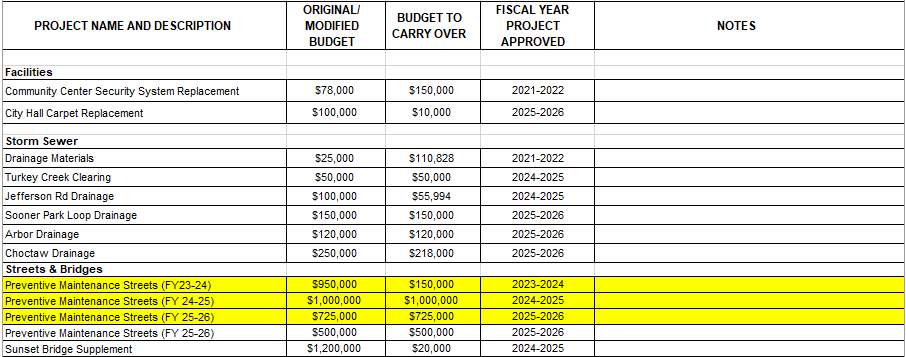 PROJECT NAME AND DESCRIPTION ORIGINAL/ MODIFIED BUDGET BUDGET TO CARRY OVER FISCAL YEAR PROJECT APPROVED NOTES
Facilities
Community Center Security System Replacement $78,000 $150,000 2021-2022
City Hall Carpet Replacement $100,000 $10,000 2025-2026
Storm Sewer
Drainage Materials $25,000 $110,828 2021-2022
Turkey Creek Clearing $50,000 $50,000 2024-2025
Jefferson Rd Drainage $100,000 $55,994 2024-2025
Sooner Park Loop Drainage $150,000 $150,000 2025-2026
Arbor Drainage $120,000 $120,000 2025-2026
Choctaw Drainage $250,000 $218,000 2025-2026
Streets & Bridges
Preventive Maintenance Streets (FY23-24) $950,000 $150,000 2023-2024
Preventive Maintenance Streets (FY 24-25) $1,000,000 $1,000,000 2024-2025
Preventive Maintenance Streets (FY 25-26) $725,000 $725,000 2025-2026
Preventive Maintenance Streets (FY 25-26) $500,000 $500,000 2025-2026
Sunset Bridge Supplement $1,200,000 $20,000 2024-2025